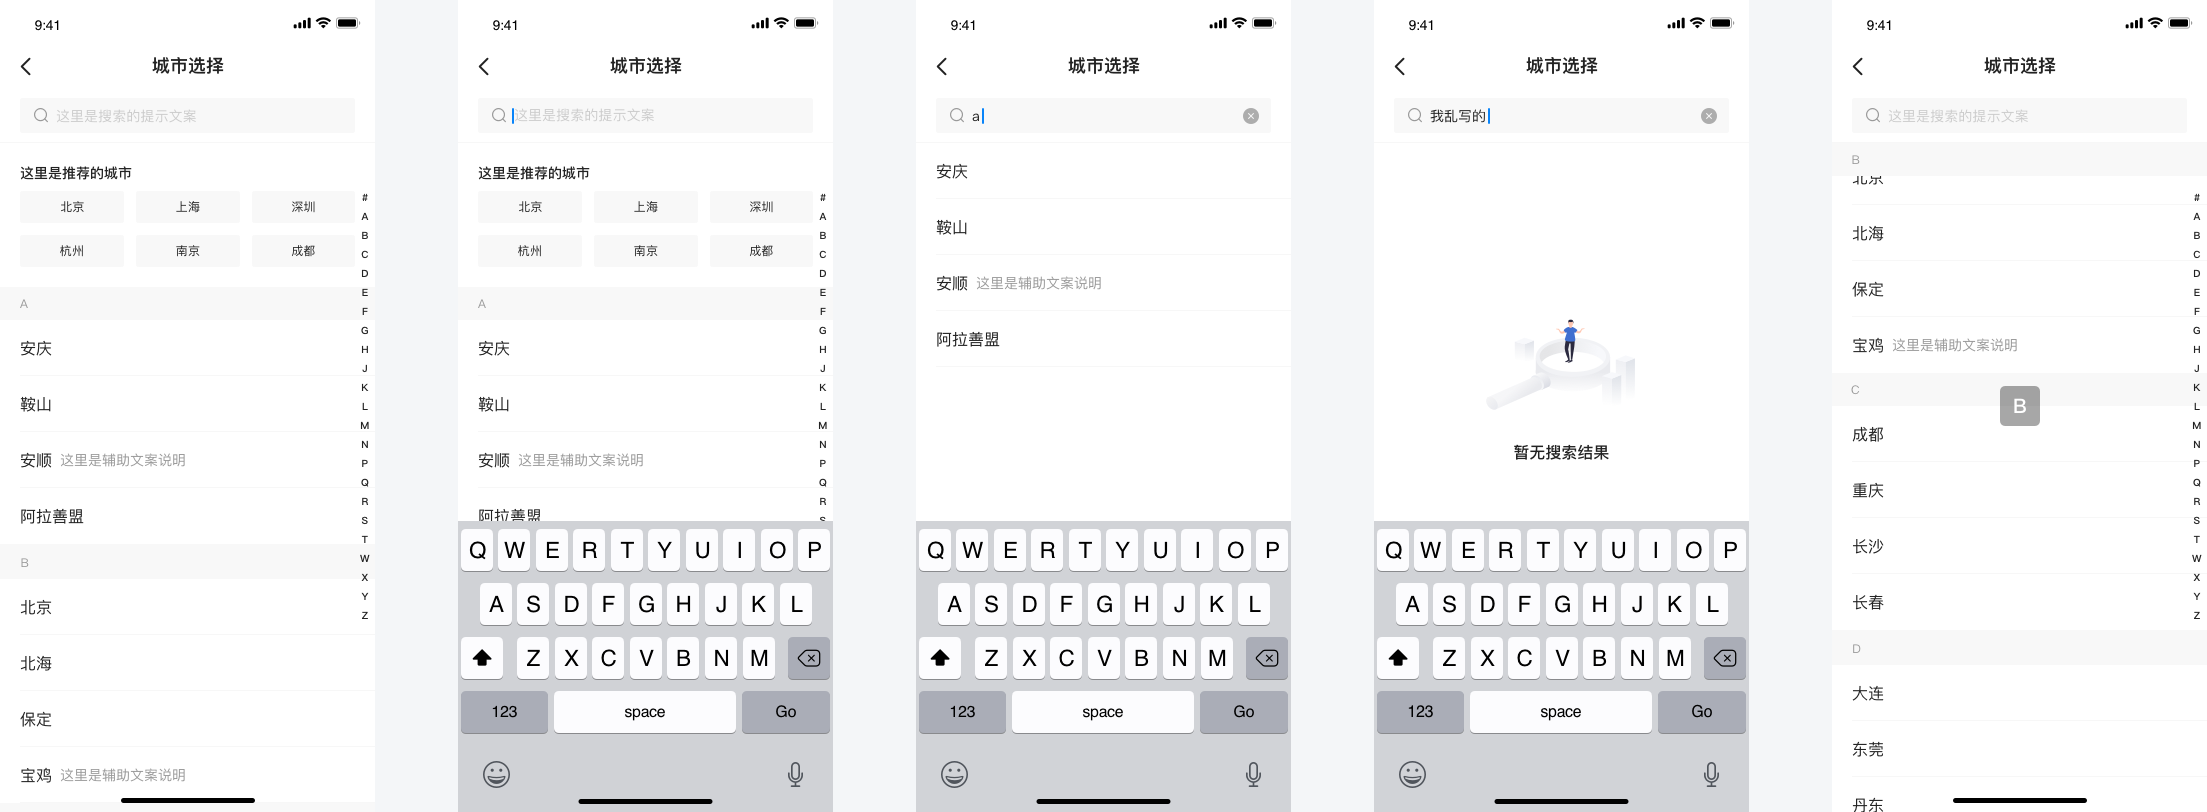 9:41
城市选择
这里是搜索的提示文案
这里是推荐的城市
北京 上海 深圳
杭州 南京 成都
A
安庆
鞍山
安顺 这里是辅助文案说明
阿拉善盟
B
北京
北海
保定
宝鸡 这里是辅助文案说明
#
A
B
C
D
E
F
G
H
J
K
L
M
N
P
Q
R
S
T
W
X
Y
Z
9:41
城市选择
这里是搜索的提示文案
这里是推荐的城市
北京 上海 深圳
杭州 南京 成都
A
安庆
鞍山
安顺 这里是辅助文案说明
阿拉善盟
#
A
B
C
D
E
F
G
H
J
K
L
M
N
P
Q
R
S
Q W E R T Y U I O P
A S D F G H J K L
Z X C V B N M
123 space Go
9:41
城市选择
a
安庆
鞍山
安顺 这里是辅助文案说明
阿拉善盟
Q W E R T Y U I O P
A S D F G H J K L
Z X C V B N M
123 space Go
9:41
城市选择
我乱写的
暂无搜索结果
Q W E R T Y U I O P
A S D F G H J K L
Z X C V B N M
123 space Go
9:41
城市选择
这里是搜索的提示文案
B
北京
北海
保定
宝鸡 这里是辅助文案说明
C
B
成都
重庆
长沙
长春
D
大连
东莞
丹东
#
A
B
C
D
E
F
G
H
J
K
L
M
N
P
Q
R
S
T
W
X
Y
Z